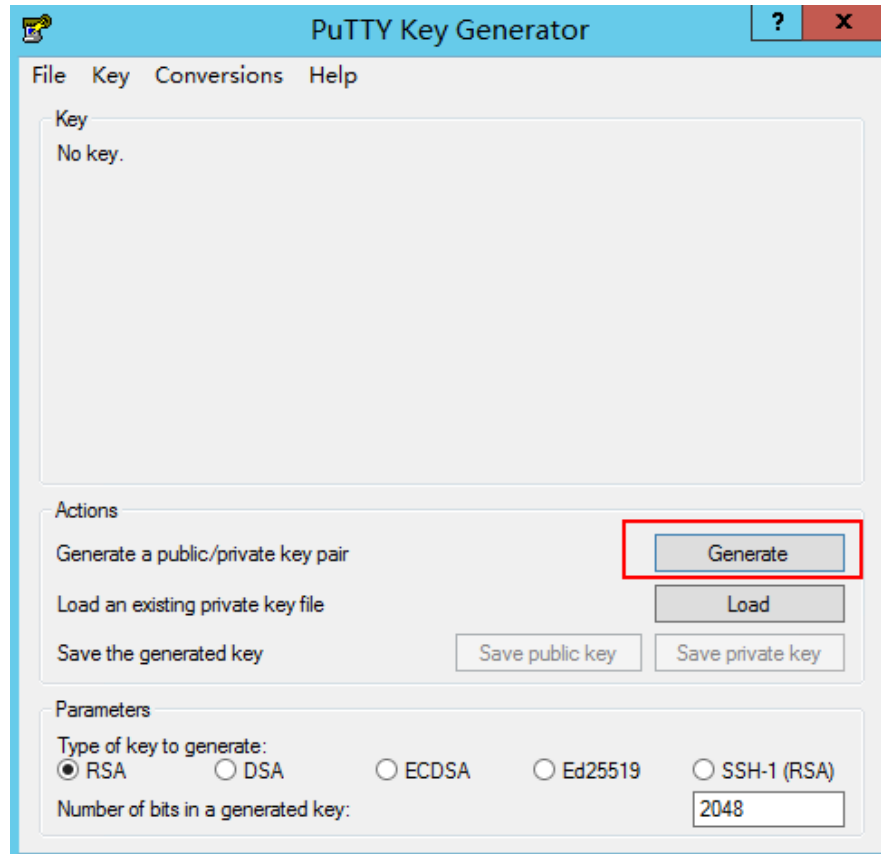 PuTTY Key Generator
? x
File Key Conversions Help
Key
No key.
Actions
Generate a public/private key pair Generate
Load an existing private key file Load
Save the generated key Save public key Save private key
Parameters
Type of key to generate:
RSA DSA ECDSA Ed25519 SSH-1 (RSA)
Number of bits in a generated key: 2048